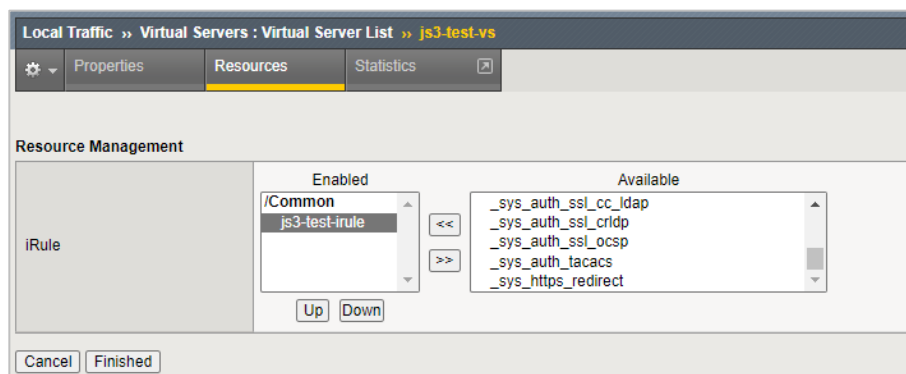 Local Traffic ›› Virtual Servers : Virtual Server List ›› js3-test-vs
Properties Resources Statistics
Resource Management
Enabled Available
/Common
js3-test-irule
iRule
<<
>>
_sys_auth_ssl_cc_ldap
_sys_auth_ssl_crldp
_sys_auth_ssl_ocsp
_sys_auth_tacacs
_sys_https_redirect
Up Down
Cancel Finished